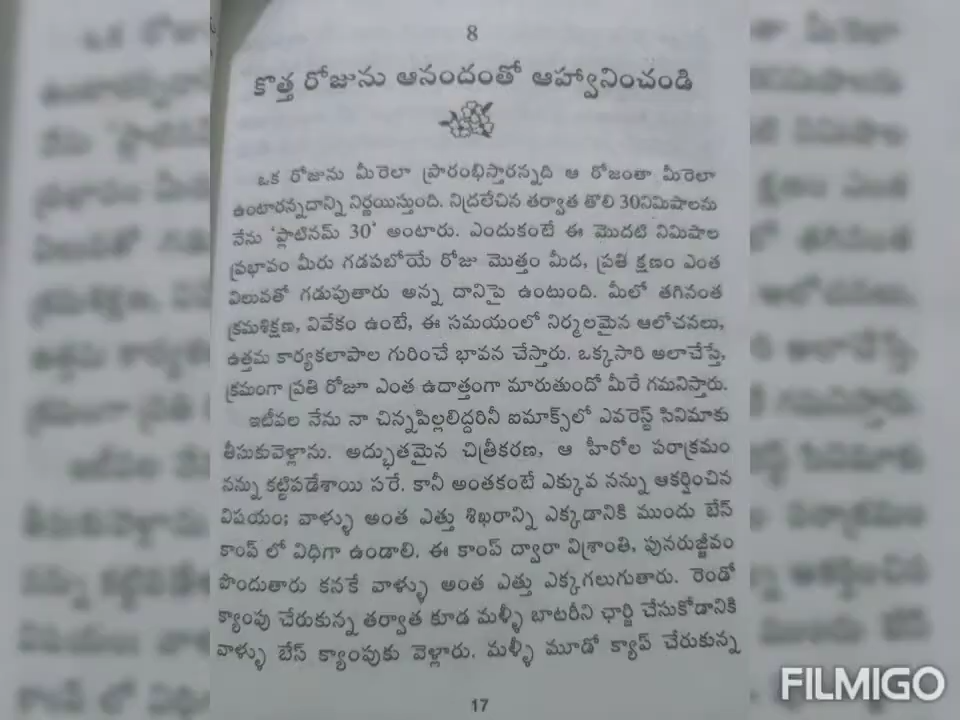 8
కొత్త రోజును ఆనందంతో ఆహ్వానించండి
ఒక రోజును మీరెలా ప్రారంభిస్తారన్నది ఆ రోజంతా మీరెలా
ఉంటారన్నదాన్ని నిర్ణయిస్తుంది. నిద్రలేచిన తర్వాత తొలి 30నిమిషాలను
నేను ‘ప్లాటినమ్ 30’ అంటారు. ఎందుకంటే ఈ మొదటి నిమిషాల
ప్రభావం మీరు గడపబోయే రోజు మొత్తం మీద, ప్రతి క్షణం ఎంత
విలువతో గడుపుతారు అన్న దానిపై ఉంటుంది. మీలో తగినంత
క్రమశిక్షణ, వివేకం ఉంటే, ఈ సమయంలో నిర్మలమైన ఆలోచనలు,
ఉత్తమ కార్యకలాపాల గురించే భావన చేస్తారు. ఒక్కసారి అలాచేస్తే,
క్రమంగా ప్రతి రోజూ ఎంత ఉదాత్తంగా మారుతుందో మీరే గమనిస్తారు.
ఇటీవల నేను నా చిన్నపిల్లలిద్దరినీ ఐమాక్స్‌లో ఎవరెస్ట్ సినిమాకు
తీసుకువెళ్లాను. అద్భుతమైన చిత్రీకరణ, ఆ హీరోల పరాక్రమం
నన్ను కట్టిపడేశాయి సరే. కానీ అంతకంటే ఎక్కువ నన్ను ఆకర్షించిన
విషయం; వాళ్ళు అంత ఎత్తు శిఖరాన్ని ఎక్కడానికి ముందు బేస్
కాంప్ లో విధిగా ఉండాలి. ఈ కాంప్ ద్వారా విశ్రాంతి, పునరుజ్జీవం
పొందుతారు కనకే వాళ్ళు అంత ఎత్తు ఎక్కగలుగుతారు. రెండో
క్యాంపు చేరుకున్న తర్వాత కూడ మళ్ళీ బాటరీని ఛార్జి చేసుకోడానికి
వాళ్ళు బేస్ క్యాంపుకు వెళ్లారు. మళ్ళీ మూడో క్యాప్ చేరుకున్న
17
FILMIGO